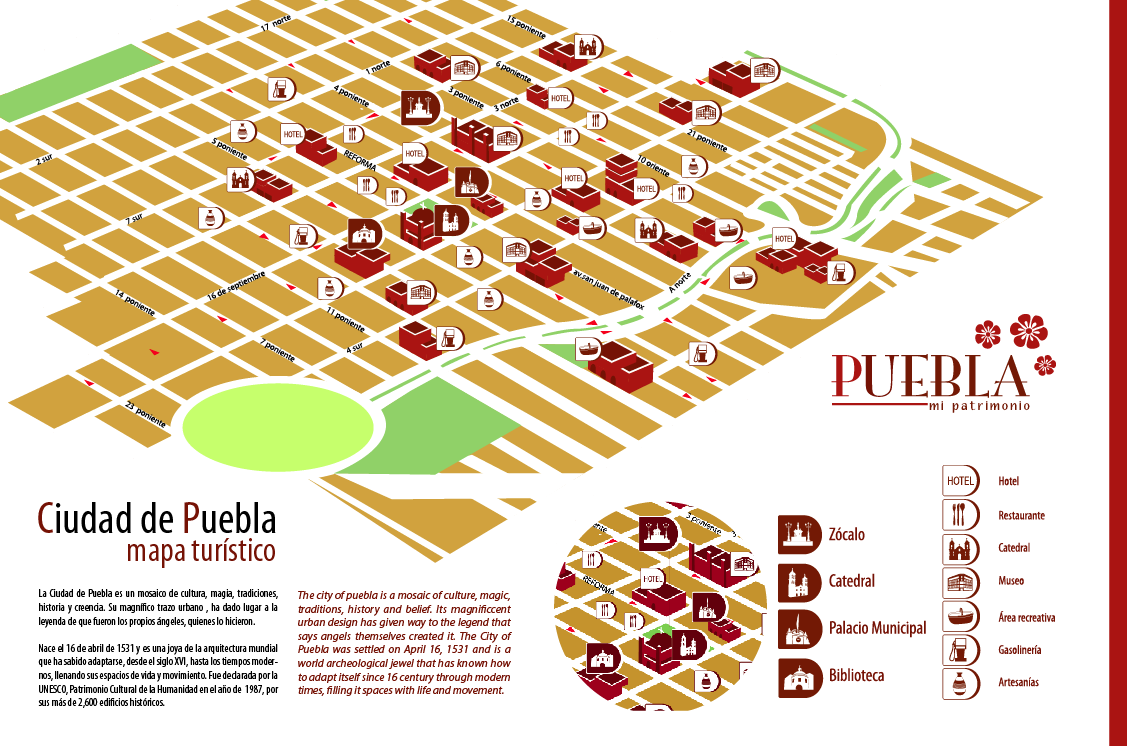 17 norte
15 poniente
1 norte
6 poniente
4 poniente
3 poniente
3 norte
HOTEL
21 poniente
HOTEL
5 poniente
REFORMA
HOTEL
10 oriente
2 sur
HOTEL
HOTEL
7 sur
HOTEL
16 de septiembre
av.san juan de palafox
A norte
14 poniente
11 poniente
7 poniente
4 sur
23 poniente
PUEBLA
mi patrimonio
Ciudad de Puebla
mapa turístico
La Ciudad de Puebla es un mosaico de cultura, magia, tradiciones,
historia y creencia. Su magnífico trazo urbano , ha dado lugar a la
leyenda de que fueron los propios ángeles, quienes lo hicieron.
Nace el 16 de abril de 1531 y es una joya de la arquitectura mundial
que ha sabido adaptarse, desde el siglo XVI, hasta los tiempos moder-
nos, llenando sus espacios de vida y movimiento. Fue declarada por la
UNESCO, Patrimonio Cultural de la Humanidad en el año de 1987, por
sus más de 2,600 edificios históricos.
The city of puebla is a mosaic of culture, magic,
traditions, history and belief. Its magnificcent
urban design has given way to the legend that
says angels themselves created it. The City of
Puebla was settled on April 16, 1531 and is a
world archeological jewel that has known how
to adapt itself since 16 century through modern
times, filling it spaces with life and movement.
poniente
HOTEL
REFORMA
Zócalo
Catedral
Palacio Municipal
Biblioteca
HOTEL Hotel
Restaurante
Catedral
Museo
Área recreativa
Gasolinería
Artesanías